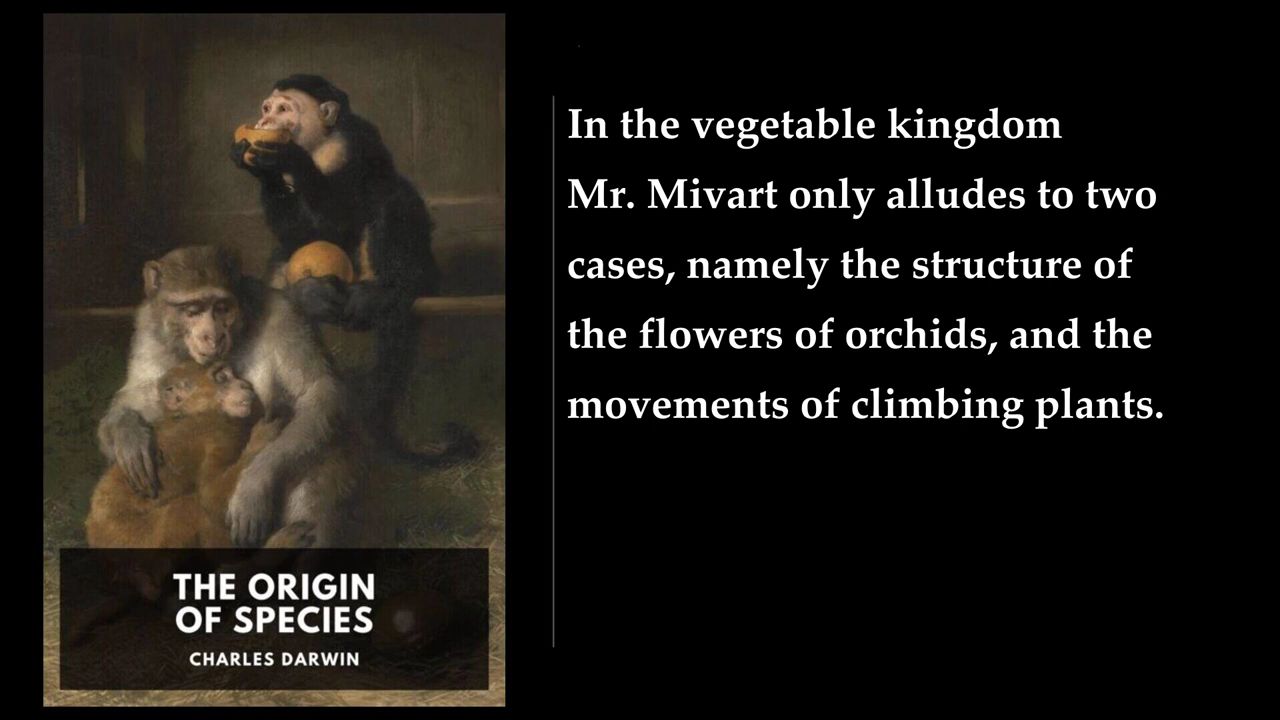 In the vegetable kingdom
Mr. Mivart only alludes to two
cases, namely the structure of
the flowers of orchids, and the
movements of climbing plants.
THE ORIGIN
OF SPECIES
CHARLES DARWIN